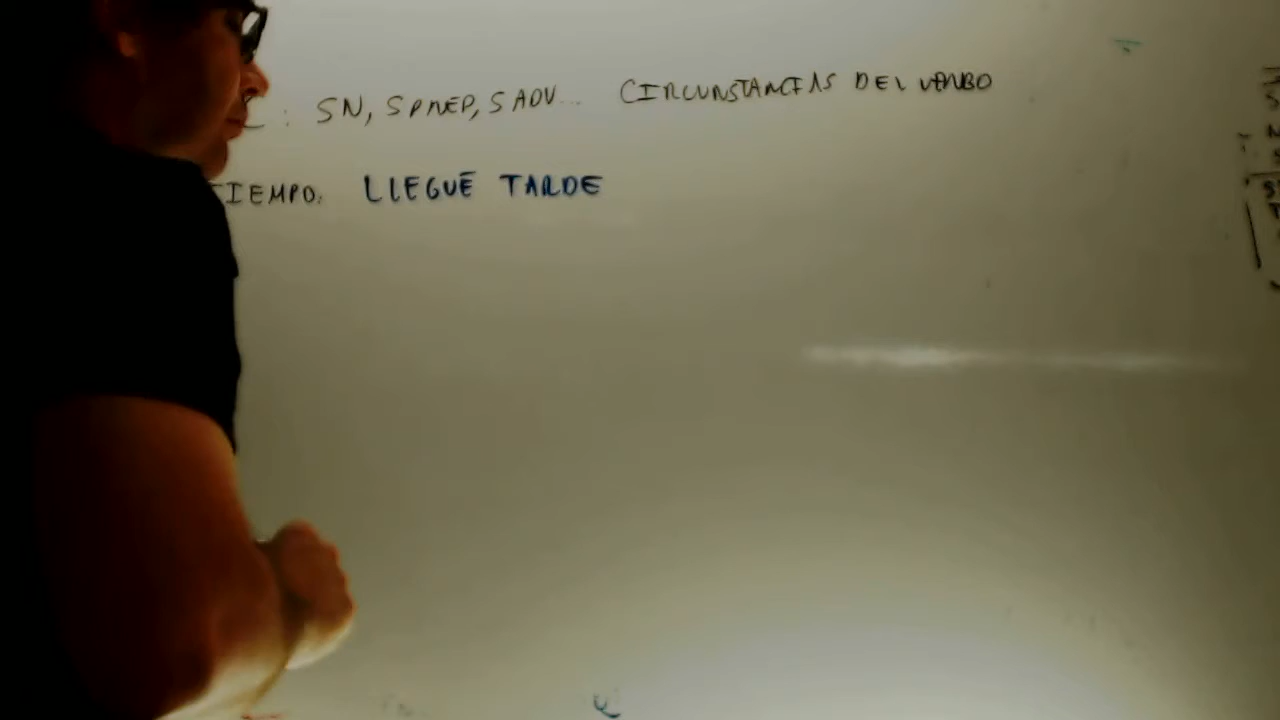 : SN, SPREP, SADV... CIRCUNSTANCIAS DEL VERBO
TIEMPO: LLEGUÉ TARDE